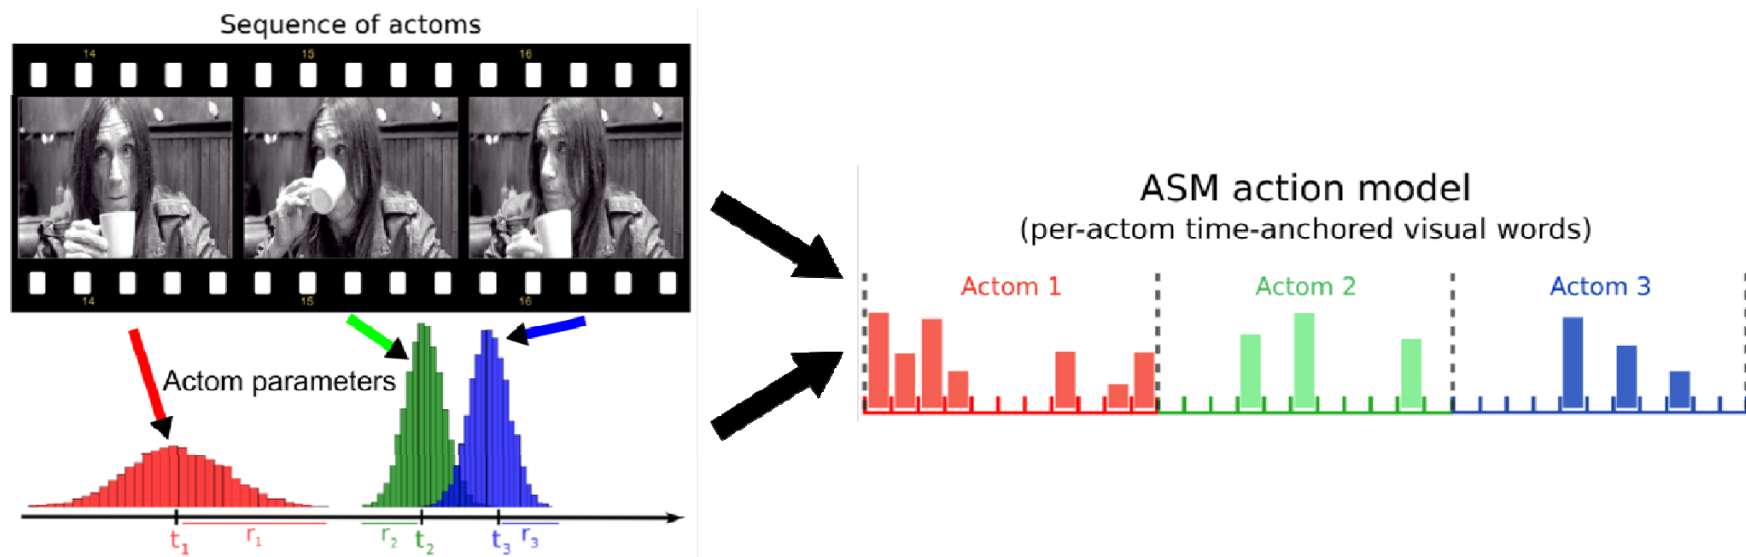 Sequence of actoms
14 15 16
14 15 16
Actom parameters
t1 r1 r2 t2 t3 r3
ASM action model
(per-actom time-anchored visual words)
Actom 1 Actom 2 Actom 3